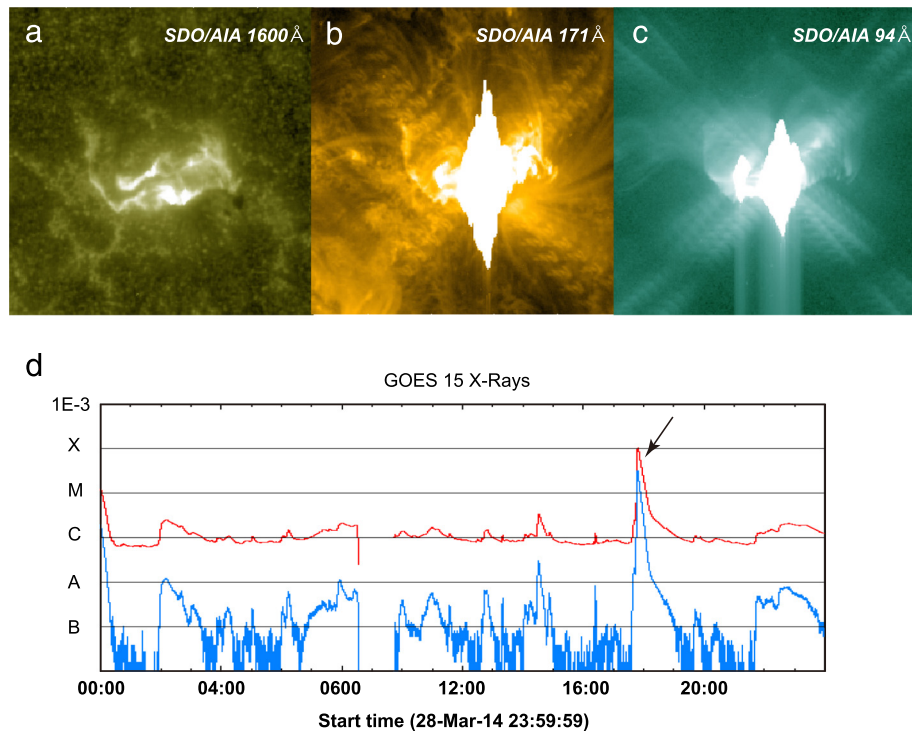 a SDO/AIA 1600Å
b SDO/AIA 171Å
c SDO/AIA 94Å
d
GOES 15 X-Rays
1E-3
X
M
C
A
B
00:00 04:00 0600 12:00 16:00 20:00
Start time (28-Mar-14 23:59:59)